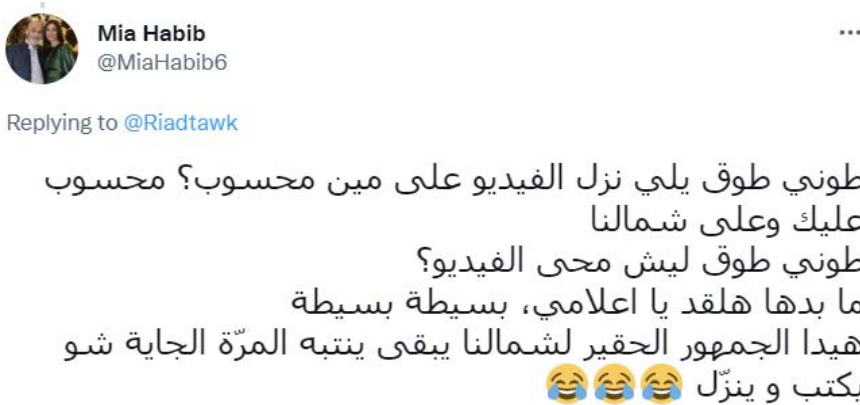 Mia Habib
@MiaHabib6
Replying to @Riadtawk
طوني طوق يلي نزل الفيديو على مين محسوب؟ محسوب
عليك وعلى شمالنا
طوني طوق ليش محى الفيديو؟
ما بدها هلقد يا اعلامي، بسيطة بسيطة
هيدا الجمهور الحقير لشمالنا يبقى ينتبه المرّة الجاية شو
بكتب و ينزّل 😂😂😂